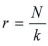 r = N/k